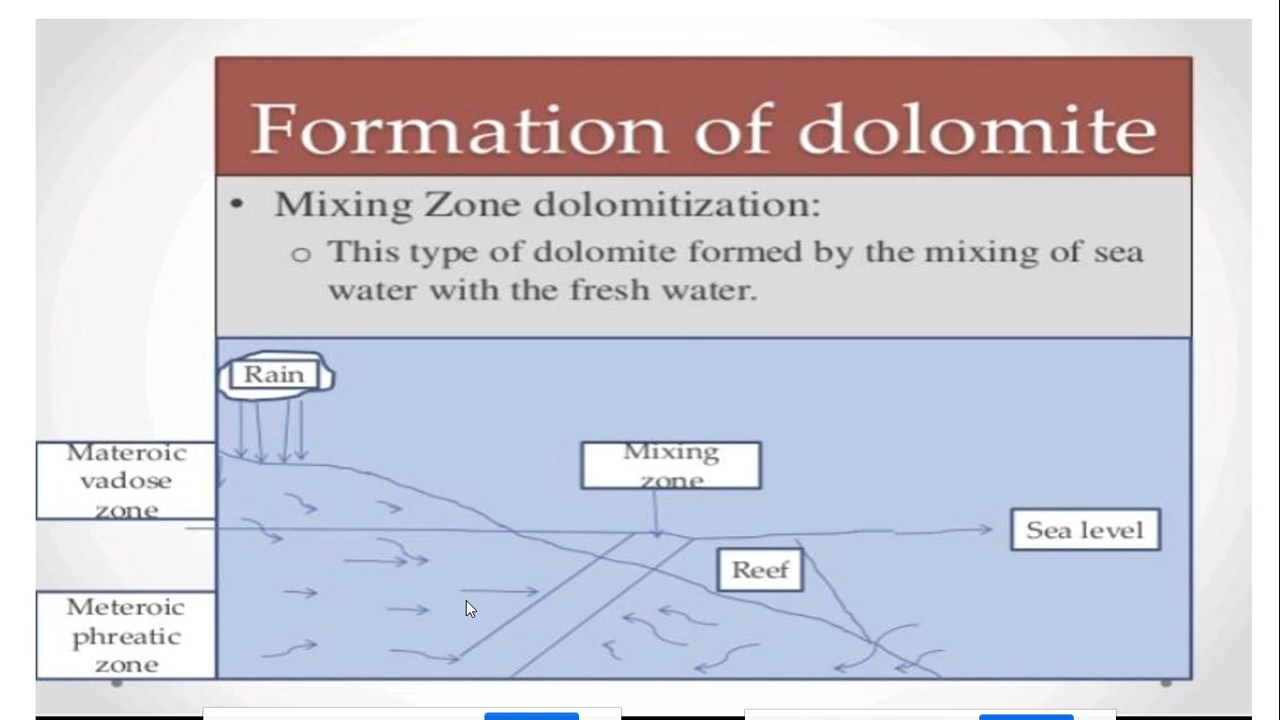 Formation of dolomite
• Mixing Zone dolomitization:
o This type of dolomite formed by the mixing of sea
water with the fresh water.
Rain
Materoic
vadose
zone
Mixing
zone
Sea level
Reef
Meteroic
phreatic
zone